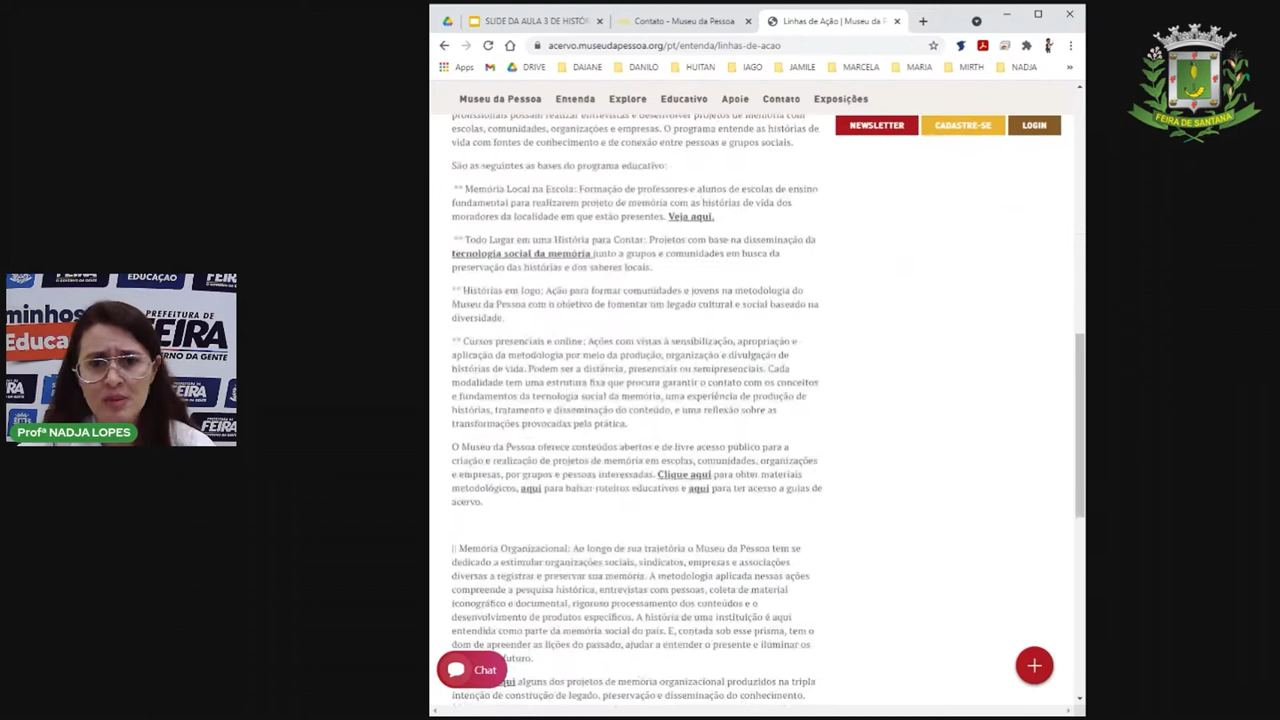 SLIDE DA AULA 3 DE HISTÓR
Contato - Museu da Pessoa
Linhas de Ação | Museu da P
acervo.museudapessoa.org/pt/entenda/linhas-de-acao
Apps DRIVE DAIANE DANILO HUITAN IAGO JAMILE MARCELA MARIA MIRTH NADJA »
Museu da Pessoa Entenda Explore Educativo Apoie Contato Exposições
NEWSLETTER CADASTRE-SE LOGIN
profissionais possam realizar entrevistas e desenvolver projetos de memória com
escolas, comunidades, organizações e empresas. O programa entende as histórias de
vida com fontes de conhecimento e de conexão entre pessoas e grupos sociais.
São as seguintes as bases do programa educativo:
** Memória Local na Escola: Formação de professores e alunos de escolas de ensino
fundamental para realizarem projeto de memória com as histórias de vida dos
moradores da localidade em que estão presentes. Veja aqui.
** Todo Lugar em uma História para Contar: Projetos com base na disseminação da
tecnologia social da memória junto a grupos e comunidades em busca da
preservação das histórias e dos saberes locais.
** Histórias em Jogo: Ação para formar comunidades e jovens na metodologia do
Museu da Pessoa com o objetivo de fomentar um legado cultural e social baseado na
diversidade.
** Cursos presenciais e online: Ações com vistas à sensibilização, apropriação e
aplicação da metodologia por meio da produção, organização e divulgação de
histórias de vida. Podem ser a distância, presenciais ou semipresenciais. Cada
modalidade tem uma estrutura fixa que procura garantir o contato com os conceitos
e fundamentos da tecnologia social da memória, uma experiência de produção de
histórias, tratamento e disseminação do conteúdo, e uma reflexão sobre as
transformações provocadas pela prática.
O Museu da Pessoa oferece conteúdos abertos e de livre acesso público para a
criação e realização de projetos de memória em escolas, comunidades, organizações
e empresas, por grupos e pessoas interessadas. Clique aqui para obter materiais
metodológicos, aqui para baixar roteiros educativos e aqui para ter acesso a guias de
acervo.
|| Memória Organizacional: Ao longo de sua trajetória o Museu da Pessoa tem se
dedicado a estimular organizações sociais, sindicatos, empresas e associações
diversas a registrar e preservar sua memória. A metodologia aplicada nessas ações
compreende a pesquisa histórica, entrevistas com pessoas, coleta de material
iconográfico e documental, rigoroso processamento dos conteúdos e o
desenvolvimento de produtos específicos. A história de uma instituição é aqui
entendida como parte da memória social do país. E, contada sob esse prisma, tem o
dom de apreender as lições do passado, ajudar a entender o presente e iluminar os
futuro.
qui alguns dos projetos de memória organizacional produzidos na tripla
intenção de construção de legado, preservação e disseminação do conhecimento.
Chat
FEIRA DE SANTANA
EDUCAÇÃO
FEIRA
minhos
Educa
PREFEITURA DE
FEIRA
ERNO DA GENTE
Profª NADJA LOPES